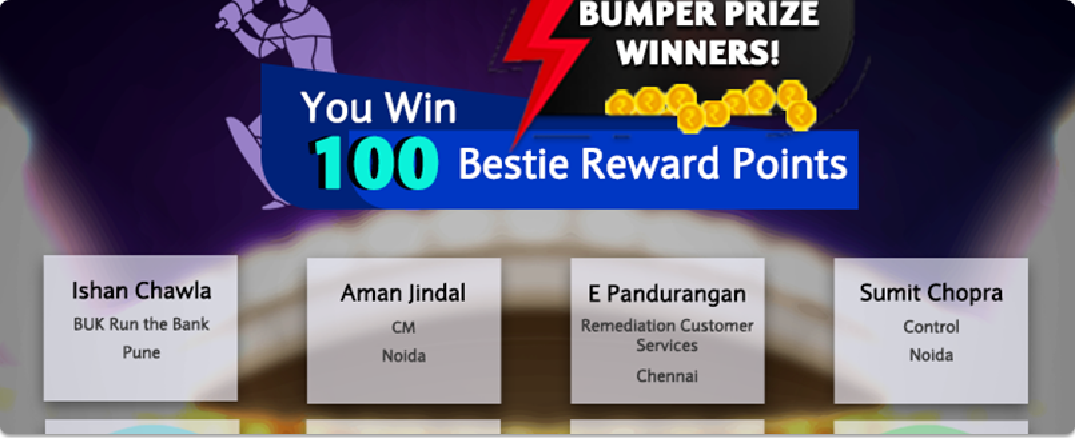 BUMPER PRIZE
WINNERS!
You Win
100 Bestie Reward Points
Ishan Chawla
BUK Run the Bank
Pune
Aman Jindal
CM
Noida
E Pandurangan
Remediation Customer
Services
Chennai
Sumit Chopra
Control
Noida